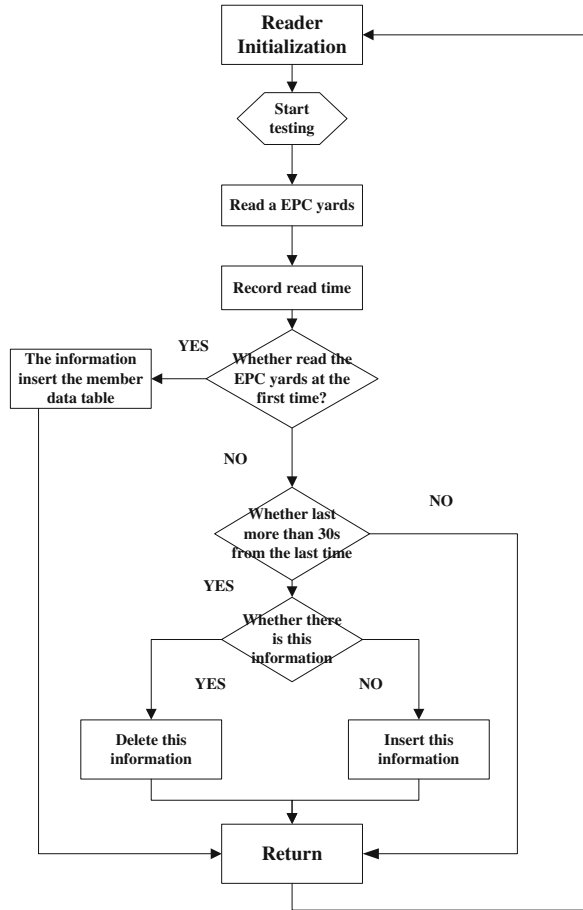 Reader
Initialization
Start
testing
Read a EPC yards
Record read time
YES
Whether read the
EPC yards at the
first time?
The information
insert the member
data table
NO
NO
Whether last
more than 30s
from the last time
YES
Whether there
is this
information
YES
NO
Delete this
information
Insert this
information
Return